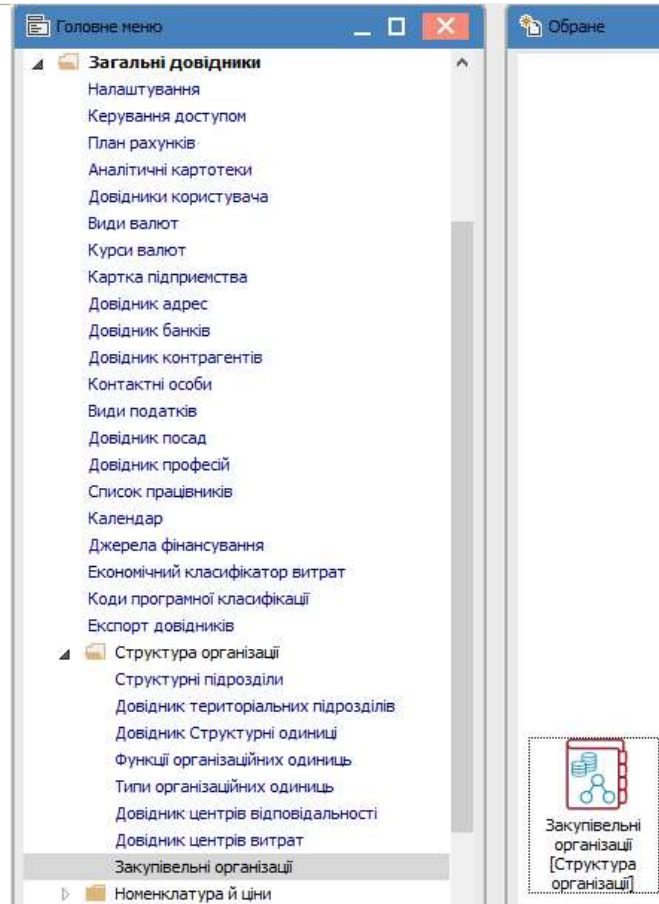 Головне меню
Обране
Загальні довідники
Налаштування
Керування доступом
План рахунків
Аналітичні картотеки
Довідники користувача
Види валют
Курси валют
Картка підприємства
Довідник адрес
Довідник банків
Довідник контрагентів
Контактні особи
Види податків
Довідник посад
Довідник професій
Список працівників
Календар
Джерела фінансування
Економічний класифікатор витрат
Коди програмної класифікації
Експорт довідників
Структура організації
Структурні підрозділи
Довідник територіальних підрозділів
Довідник Структурні одиниці
Функції організаційних одиниць
Типи організаційних одиниць
Довідник центрів відповідальності
Довідник центрів витрат
Закупівельні організації
Номенклатура й ціни
Закупівельні
організації
[Структура
організації]